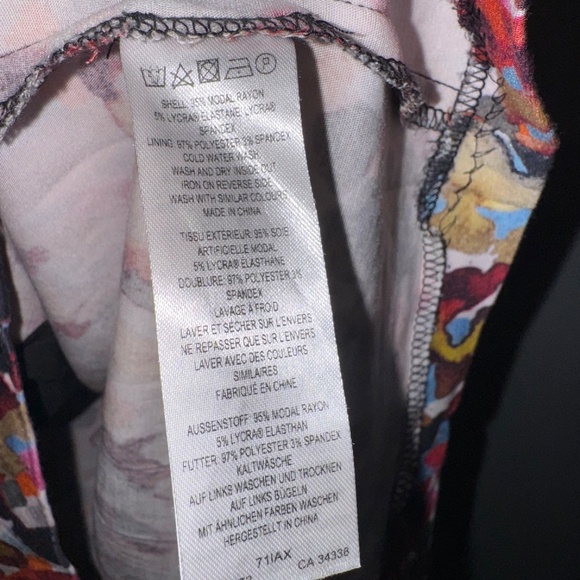 P
SHELL: 95% MODAL RAYON
5% LYCRA® ELASTANE, LYCRA®
SPANDEX
LINING: 97% POLYESTER 3% SPANDEX
COLD WATER WASH
WASH AND DRY INSIDE OUT
IRON ON REVERSE SIDE
WASH WITH SIMILAR COLOURS
MADE IN CHINA
TISSU EXTERIEUR: 95% SOIE
ARTIFICIELLE MODAL
5% LYCRA® ELASTHANE
DOUBLURE: 97% POLYESTER 3%
SPANDEX
LAVAGE À FROID
LAVER ET SÉCHER SUR L'ENVERS
NE REPASSER QUE SUR L'ENVERS
LAVER AVEC DES COULEURS
SIMILAIRES
FABRIQUÉ EN CHINE
AUSSENSTOFF: 95% MODAL RAYON
5% LYCRA® ELASTHAN
FUTTER: 97% POLYESTER 3% SPANDEX
KALTWÄSCHE
AUF LINKS WASCHEN UND TROCKNEN
AUF LINKS BÜGELN
MIT ÄHNLICHEN FARBEN WASCHEN
HERGESTELLT IN CHINA
71IAX
CA 34338